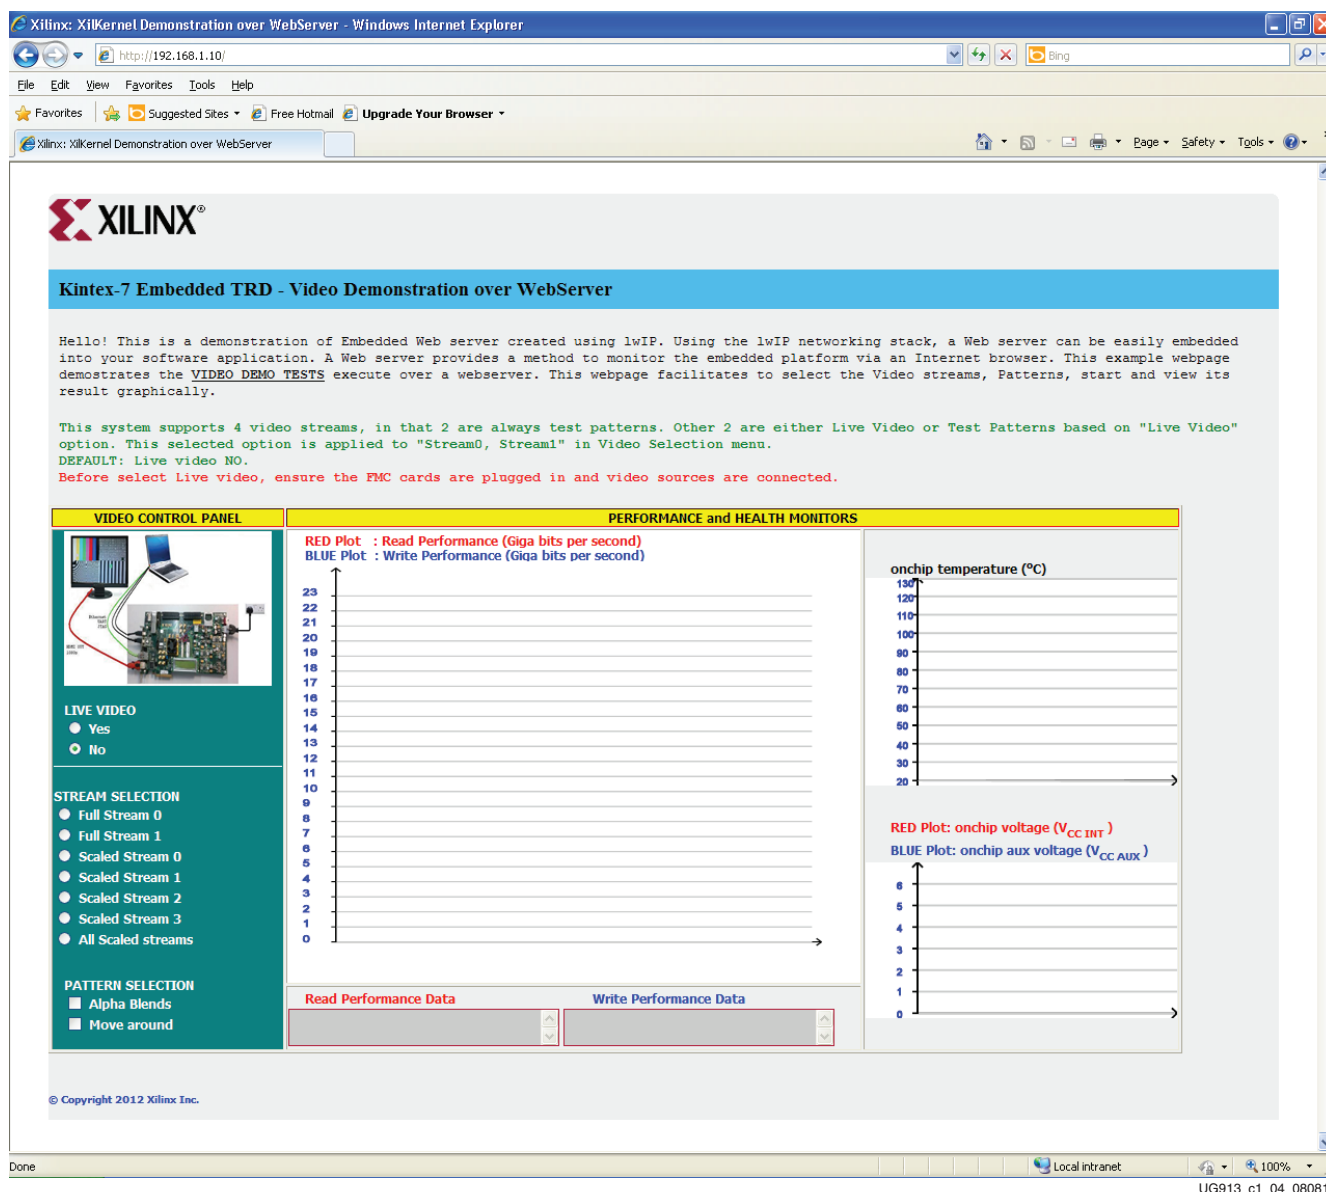 Xilinx: XilKernel Demonstration over WebServer - Windows Internet Explorer
http://192.168.1.10/
Bing
File Edit View Favorites Tools Help
Favorites Suggested Sites Free Hotmail Upgrade Your Browser
Xilinx: XilKernel Demonstration over WebServer
Page Safety Tools
XILINX®
Kintex-7 Embedded TRD - Video Demonstration over WebServer
Hello! This is a demonstration of Embedded Web server created using lwIP. Using the lwIP networking stack, a Web server can be easily embedded
into your software application. A Web server provides a method to monitor the embedded platform via an Internet browser. This example webpage
demostrates the VIDEO DEMO TESTS execute over a webserver. This webpage facilitates to select the Video streams, Patterns, start and view its
result graphically.
This system supports 4 video streams, in that 2 are always test patterns. Other 2 are either Live Video or Test Patterns based on "Live Video"
option. This selected option is applied to "Stream0, Stream1" in Video Selection menu.
DEFAULT: Live video NO.
Before select Live video, ensure the FMC cards are plugged in and video sources are connected.
VIDEO CONTROL PANEL
LIVE VIDEO
Yes
No
STREAM SELECTION
Full Stream 0
Full Stream 1
Scaled Stream 0
Scaled Stream 1
Scaled Stream 2
Scaled Stream 3
All Scaled streams
PATTERN SELECTION
Alpha Blends
Move around
PERFORMANCE and HEALTH MONITORS
RED Plot : Read Performance (Giga bits per second)
BLUE Plot : Write Performance (Giga bits per second)
23
22
21
20
19
18
17
16
15
14
13
12
11
10
9
8
7
6
5
4
3
2
1
0
Read Performance Data
Write Performance Data
onchip temperature (ºC)
130
120
110
100
90
80
70
60
50
40
30
20
RED Plot: onchip voltage (VCC INT )
BLUE Plot: onchip aux voltage (VCC AUX )
6
5
4
3
2
1
0
© Copyright 2012 Xilinx Inc.
Done
Local intranet
100%
UG913_c1_04_08081